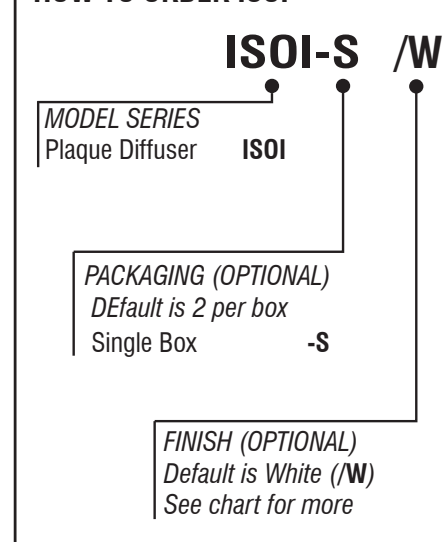 HOW TO ORDER ISOI
ISOI-S /W
MODEL SERIES
Plaque Diffuser ISOI
PACKAGING (OPTIONAL)
DEfault is 2 per box
Single Box -S
FINISH (OPTIONAL)
Default is White (/W)
See chart for more